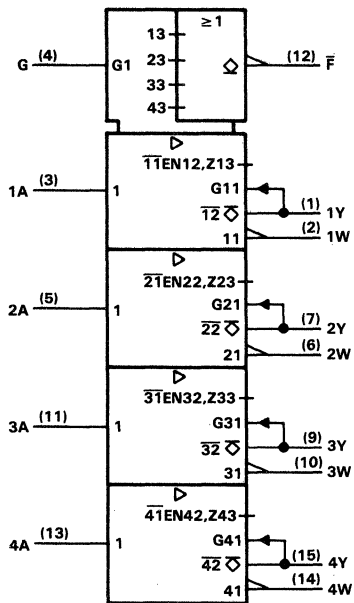 ≥1
13
G (4) G1 23 (12) F̅
33
43
1̅1̅EN12,Z13
1A (3) 1 G11
1̅2̅ (1) 1Y
11 (2) 1W
2̅1̅EN22,Z23
2A (5) 1 G21
2̅2̅ (7) 2Y
21 (6) 2W
3̅1̅EN32,Z33
3A (11) 1 G31
3̅2̅ (9) 3Y
31 (10) 3W
4̅1̅EN42,Z43
4A (13) 1 G41
4̅2̅ (15) 4Y
41 (14) 4W